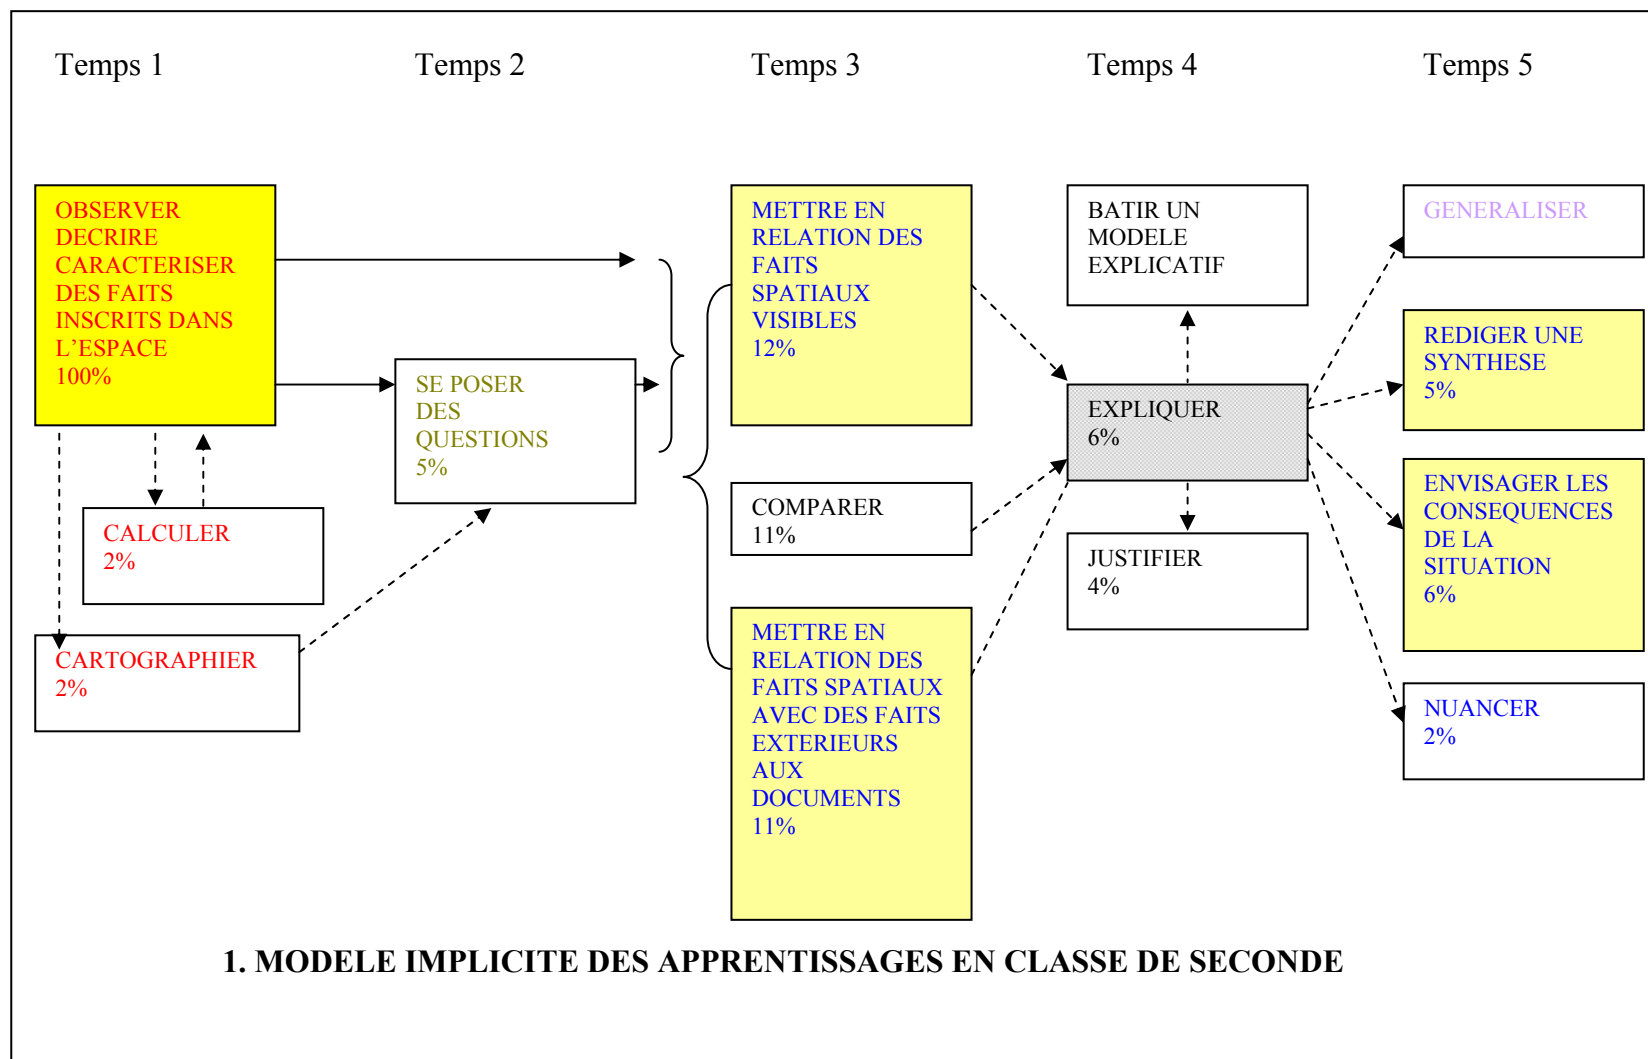 Temps 1
Temps 2
Temps 3
Temps 4
Temps 5
OBSERVER
DECRIRE
CARACTERISER
DES FAITS
INSCRITS DANS
L'ESPACE
100%
CALCULER
2%
CARTOGRAPHIER
2%
SE POSER
DES
QUESTIONS
5%
METTRE EN
RELATION DES
FAITS
SPATIAUX
VISIBLES
12%
COMPARER
11%
METTRE EN
RELATION DES
FAITS SPATIAUX
AVEC DES FAITS
EXTERIEURS
AUX
DOCUMENTS
11%
BATIR UN
MODELE
EXPLICATIF
EXPLIQUER
6%
JUSTIFIER
4%
GENERALISER
REDIGER UNE
SYNTHESE
5%
ENVISAGER LES
CONSEQUENCES
DE LA
SITUATION
6%
NUANCER
2%
1. MODELE IMPLICITE DES APPRENTISSAGES EN CLASSE DE SECONDE